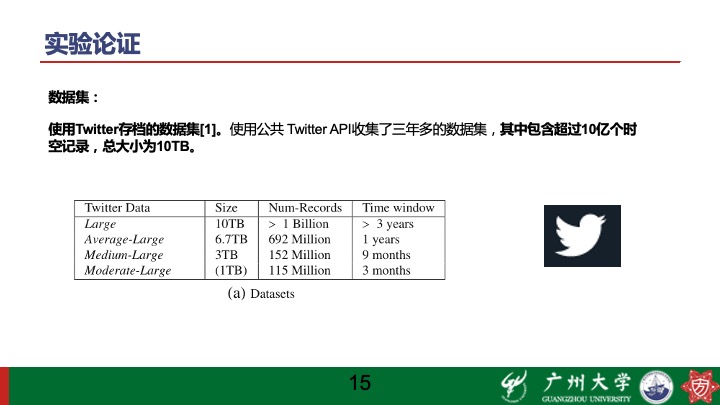 实验论证
数据集：
使用Twitter存档的数据集[1]。使用公共 Twitter API收集了三年多的数据集，其中包含超过10亿个时
空记录，总大小为10TB。
Twitter Data Size Num-Records Time window
Large 10TB > 1 Billion > 3 years
Average-Large 6.7TB 692 Million 1 years
Medium-Large 3TB 152 Million 9 months
Moderate-Large (1TB) 115 Million 3 months
(a) Datasets
15
广州大学
GUANGZHOU UNIVERSITY